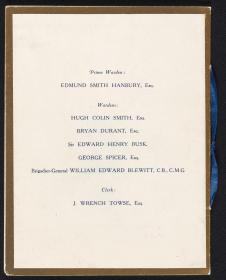 Prime Warden:
EDMUND SMITH HANBURY, Esq.
Wardens:
HUGH COLIN SMITH, Esq.
BRYAN DURANT, Esq.
Sir EDWARD HENRY BUSK.
GEORGE SPICER, Esq.
Brigadier-General WILLIAM EDWARD BLEWITT, C.B., C.M.G.
Clerk:
J. WRENCH TOWSE, Esq.